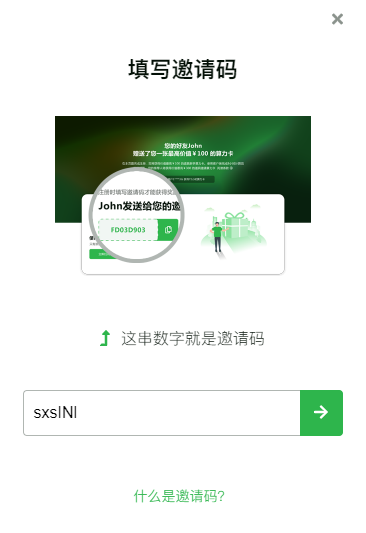 填写邀请码
您的好友John
赠送了您一张最高价值￥100 的算力卡
注册时填写邀请码才能获得奖
John发送给您的邀
FD03D903
这串数字就是邀请码
sxsINI
什么是邀请码?